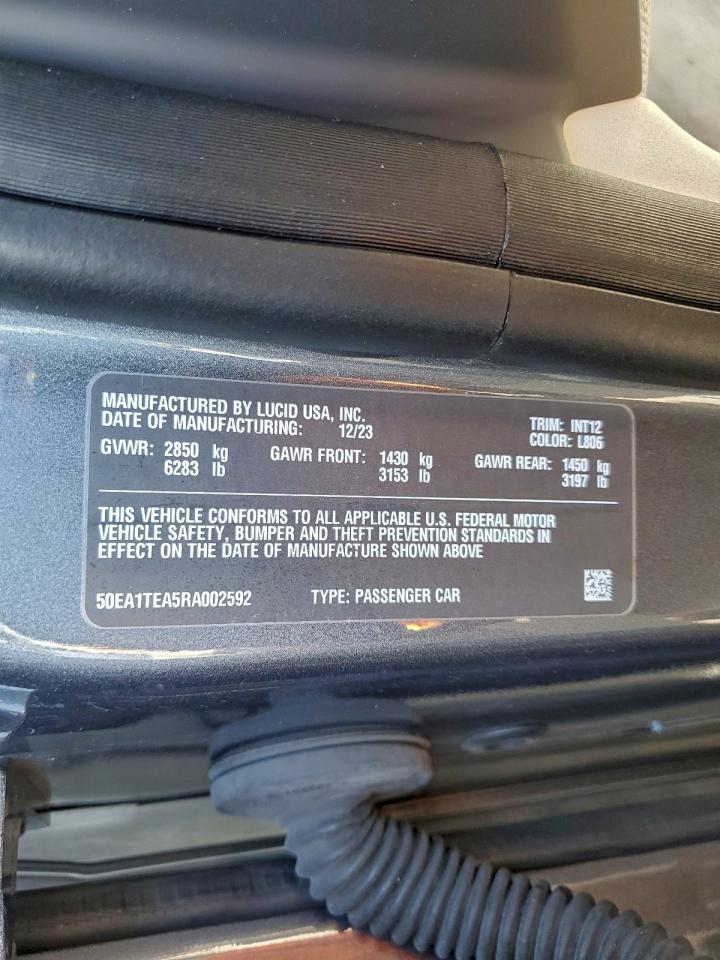 MANUFACTURED BY LUCID USA, INC.
DATE OF MANUFACTURING: 12/23
TRIM: INT12
COLOR: L806
GVWR: 2850 kg GAWR FRONT: 1430 kg GAWR REAR: 1450 kg
6283 lb 3153 lb 3197 lb
THIS VEHICLE CONFORMS TO ALL APPLICABLE U.S. FEDERAL MOTOR
VEHICLE SAFETY, BUMPER AND THEFT PREVENTION STANDARDS IN
EFFECT ON THE DATE OF MANUFACTURE SHOWN ABOVE
50EA1TEA5RA002592 TYPE: PASSENGER CAR